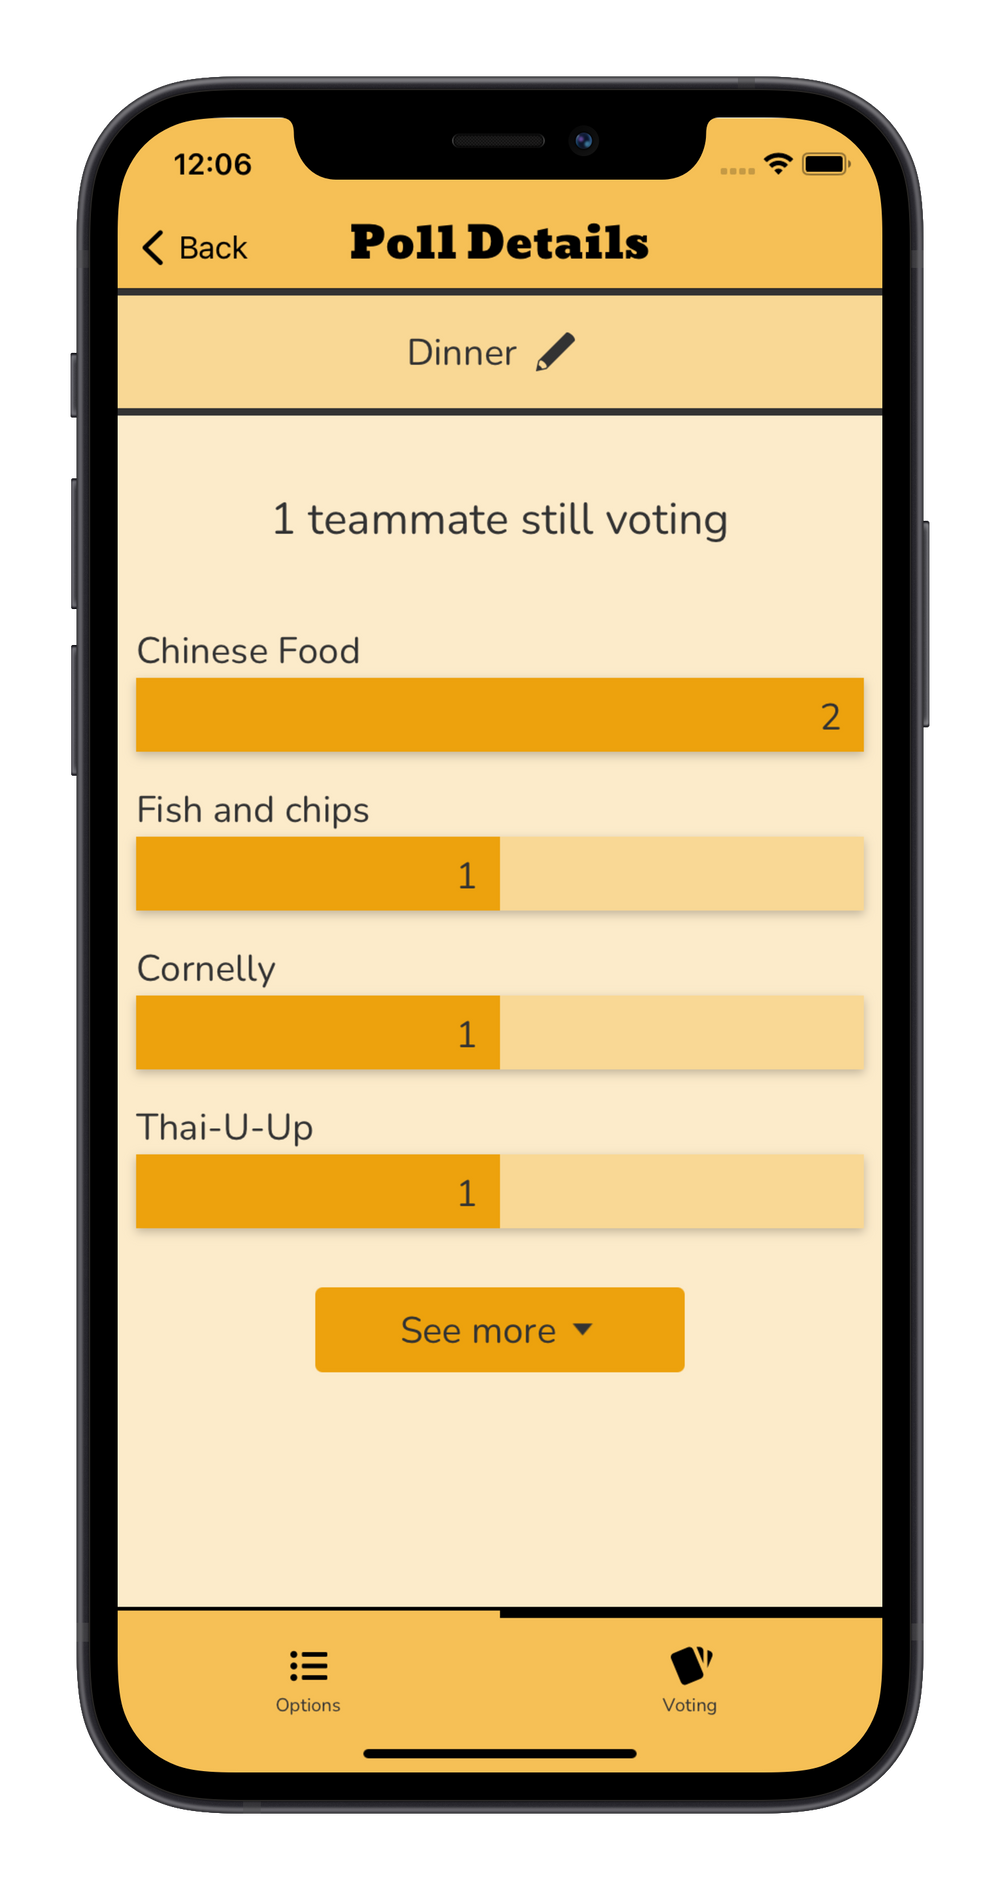 12:06
Back
Poll Details
Dinner
1 teammate still voting
Chinese Food
2
Fish and chips
1
Cornelly
1
Thai-U-Up
1
See more
Options
Voting